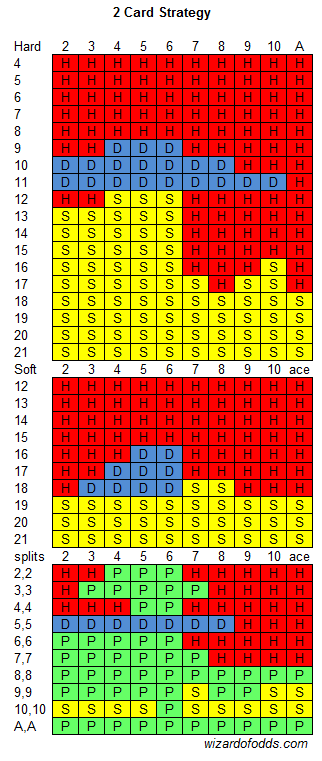 2 Card Strategy
Hard 2 3 4 5 6 7 8 9 10 A
4 H H H H H H H H H H
5 H H H H H H H H H H
6 H H H H H H H H H H
7 H H H H H H H H H H
8 H H H H H H H H H H
9 H H D D D H H H H H
10 D D D D D D D H H H
11 D D D D D D D D D H
12 H H S S S H H H H H
13 S S S S S H H H H H
14 S S S S S H H H H H
15 S S S S S H H H H H
16 S S S S S H H H S H
17 S S S S S S H S S H
18 S S S S S S S S S S
19 S S S S S S S S S S
20 S S S S S S S S S S
21 S S S S S S S S S S
Soft 2 3 4 5 6 7 8 9 10 ace
12 H H H H H H H H H H
13 H H H H H H H H H H
14 H H H H H H H H H H
15 H H H H H H H H H H
16 H H H D D H H H H H
17 H H D D D H H H H H
18 H D D D D S S H H H
19 S S S S S S S S S S
20 S S S S S S S S S S
21 S S S S S S S S S S
splits 2 3 4 5 6 7 8 9 10 ace
2,2 H H P P P H H H H H
3,3 H P P P P P H H H H
4,4 H H H P P H H H H H
5,5 D D D D D D D H H H
6,6 P P P P P H H H H H
7,7 P P P P P P H H H H
8,8 P P P P P P P P P P
9,9 P P P P P S P P S S
10,10 S S S S P S S S S S
A,A P P P P P P P P P P
wizardofodds.com